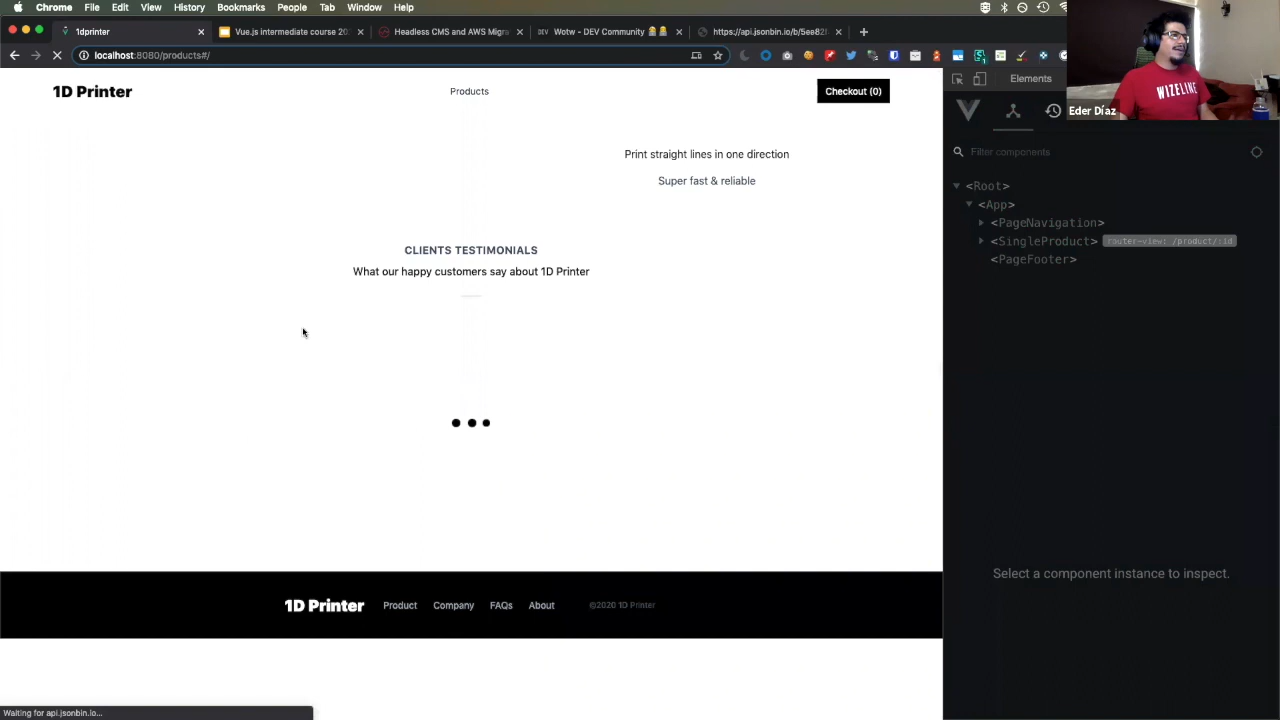 Chrome File Edit View History Bookmarks People Tab Window Help
1dprinter
Vue.js intermediate course 202
Headless CMS and AWS Migra
Wotw - DEV Community
https://api.jsonbin.io/b/5ee82
localhost:8080/products#/
1D Printer
Products
Checkout (0)
Print straight lines in one direction
Super fast & reliable
CLIENTS TESTIMONIALS
What our happy customers say about 1D Printer
1D Printer Product Company FAQs About ©2020 1D Printer
Waiting for api.jsonbin.io...
Elements
WIZELINE
Eder Díaz
Filter components
<Root>
<App>
<PageNavigation>
<SingleProduct> router-view: /product/:id
<PageFooter>
Select a component instance to inspect.